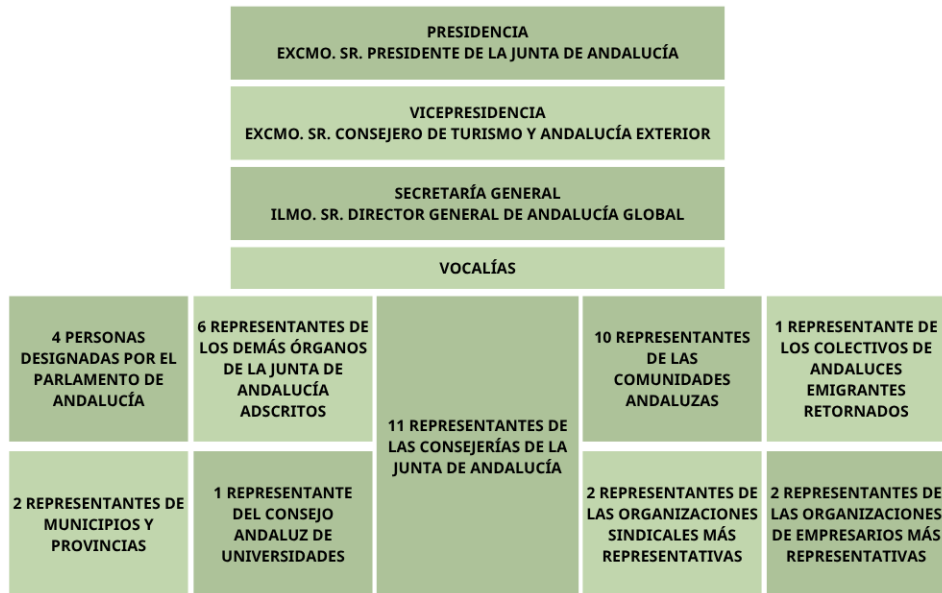 PRESIDENCIA
EXCMO. SR. PRESIDENTE DE LA JUNTA DE ANDALUCÍA
VICEPRESIDENCIA
EXCMO. SR. CONSEJERO DE TURISMO Y ANDALUCÍA EXTERIOR
SECRETARÍA GENERAL
ILMO. SR. DIRECTOR GENERAL DE ANDALUCÍA GLOBAL
VOCALÍAS
4 PERSONAS
DESIGNADAS POR EL
PARLAMENTO DE
ANDALUCÍA
6 REPRESENTANTES DE
LOS DEMÁS ÓRGANOS
DE LA JUNTA DE
ANDALUCÍA
ADSCRITOS
11 REPRESENTANTES DE
LAS CONSEJERÍAS DE LA
JUNTA DE ANDALUCÍA
10 REPRESENTANTES
DE LAS
COMUNIDADES
ANDALUZAS
1 REPRESENTANTE DE
LOS COLECTIVOS DE
ANDALUCES
EMIGRANTES
RETORNADOS
2 REPRESENTANTES DE
MUNICIPIOS Y
PROVINCIAS
1 REPRESENTANTE
DEL CONSEJO
ANDALUZ DE
UNIVERSIDADES
2 REPRESENTANTES DE
LAS ORGANIZACIONES
SINDICALES MÁS
REPRESENTATIVAS
2 REPRESENTANTES DE
LAS ORGANIZACIONES
DE EMPRESARIOS MÁS
REPRESENTATIVAS